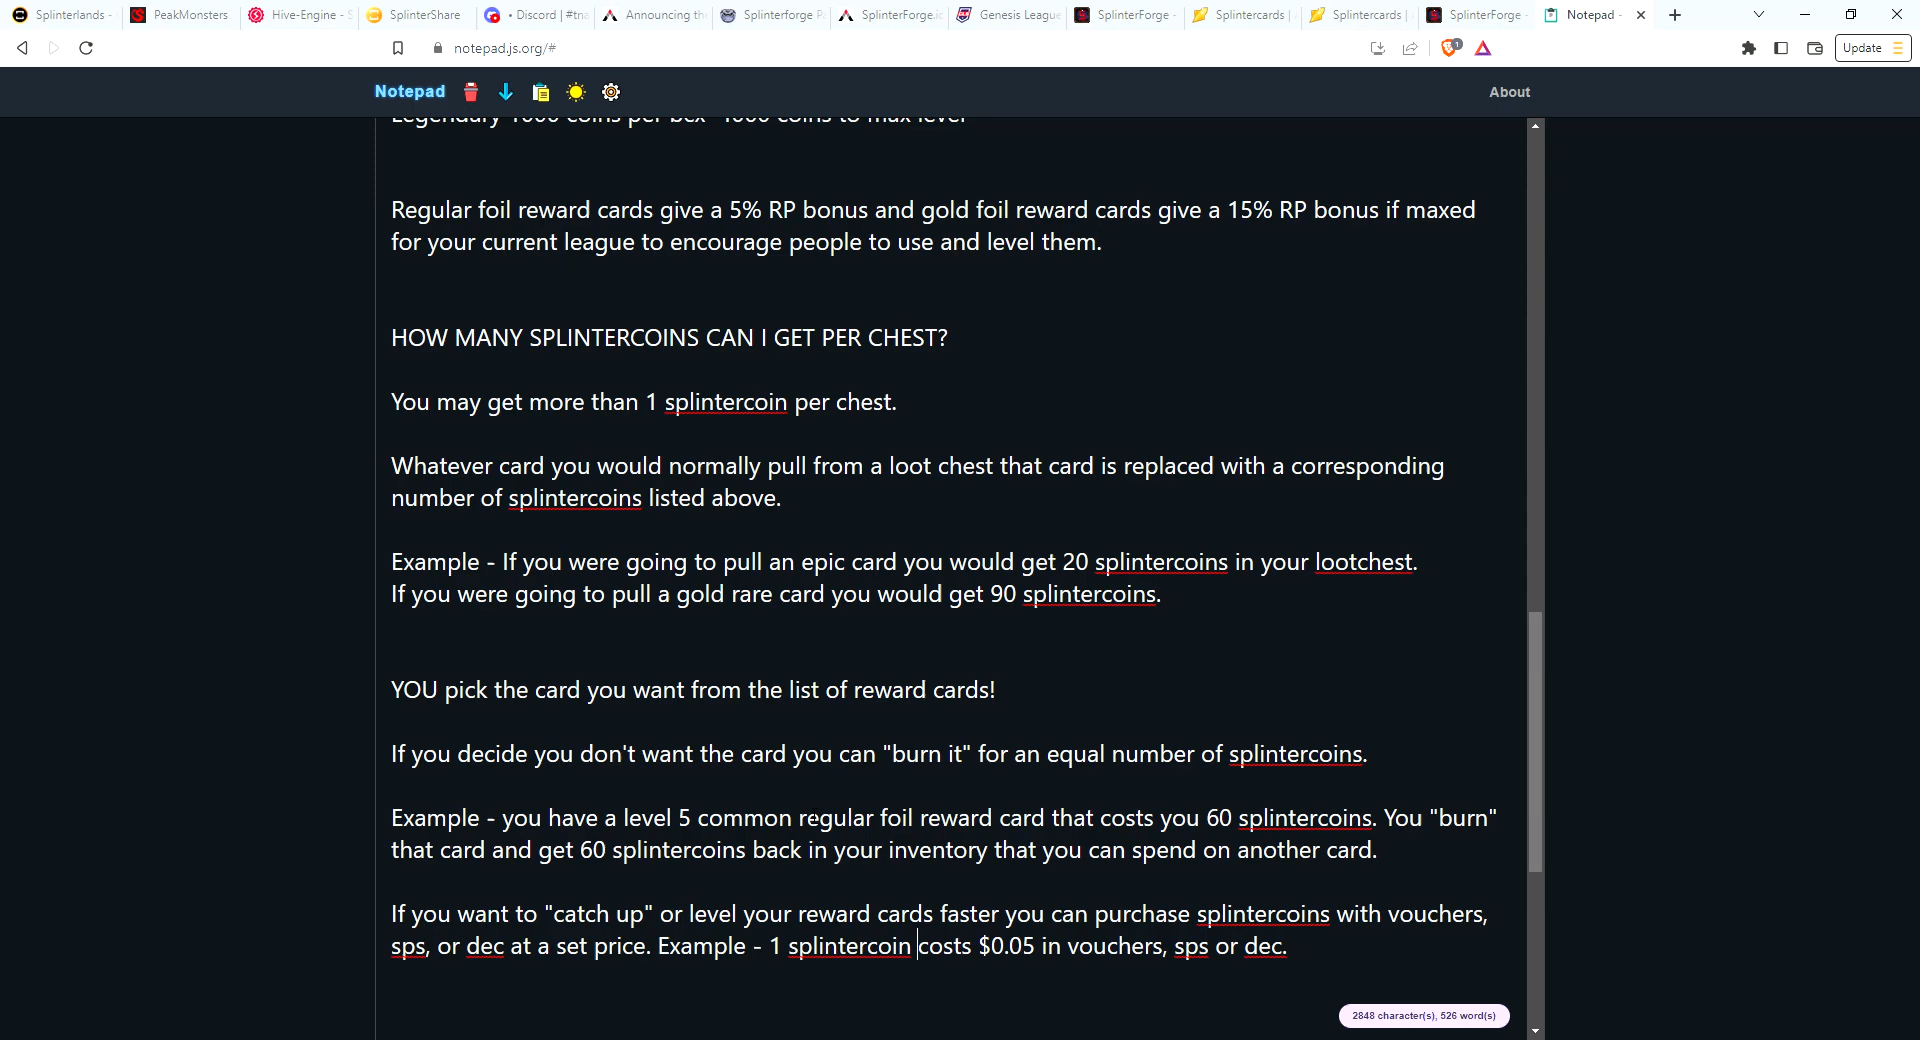 Splinterlands -
PeakMonsters
Hive-Engine - S
SplinterShare
• Discord | #tna
Announcing th
Splinterforge P
SplinterForge.io
Genesis League
SplinterForge -
Splintercards |
Splintercards |
SplinterForge -
Notepad -
notepad.js.org/#
1
Update
Notepad
About
Legendary 1000 coins per bcx
Regular foil reward cards give a 5% RP bonus and gold foil reward cards give a 15% RP bonus if maxed
for your current league to encourage people to use and level them.
HOW MANY SPLINTERCOINS CAN I GET PER CHEST?
You may get more than 1 splintercoin per chest.
Whatever card you would normally pull from a loot chest that card is replaced with a corresponding
number of splintercoins listed above.
Example - If you were going to pull an epic card you would get 20 splintercoins in your lootchest.
If you were going to pull a gold rare card you would get 90 splintercoins.
YOU pick the card you want from the list of reward cards!
If you decide you don't want the card you can "burn it" for an equal number of splintercoins.
Example - you have a level 5 common regular foil reward card that costs you 60 splintercoins. You "burn"
that card and get 60 splintercoins back in your inventory that you can spend on another card.
If you want to "catch up" or level your reward cards faster you can purchase splintercoins with vouchers,
sps, or dec at a set price. Example - 1 splintercoin costs $0.05 in vouchers, sps or dec.
2848 character(s), 526 word(s)